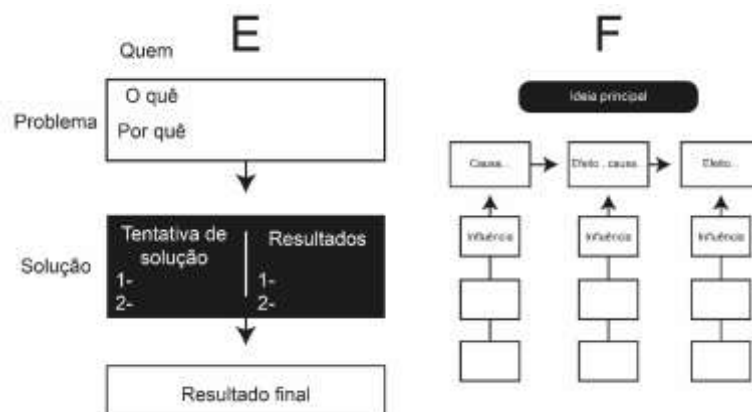 E
Quem
Problema
O quê
Por quê
Solução
Tentativa de
solução
1-
2-
Resultados
1-
2-
Resultado final
F
Ideia principal
Causa...
Efeito , causa...
Efeito...
Influência
Influência
Influência